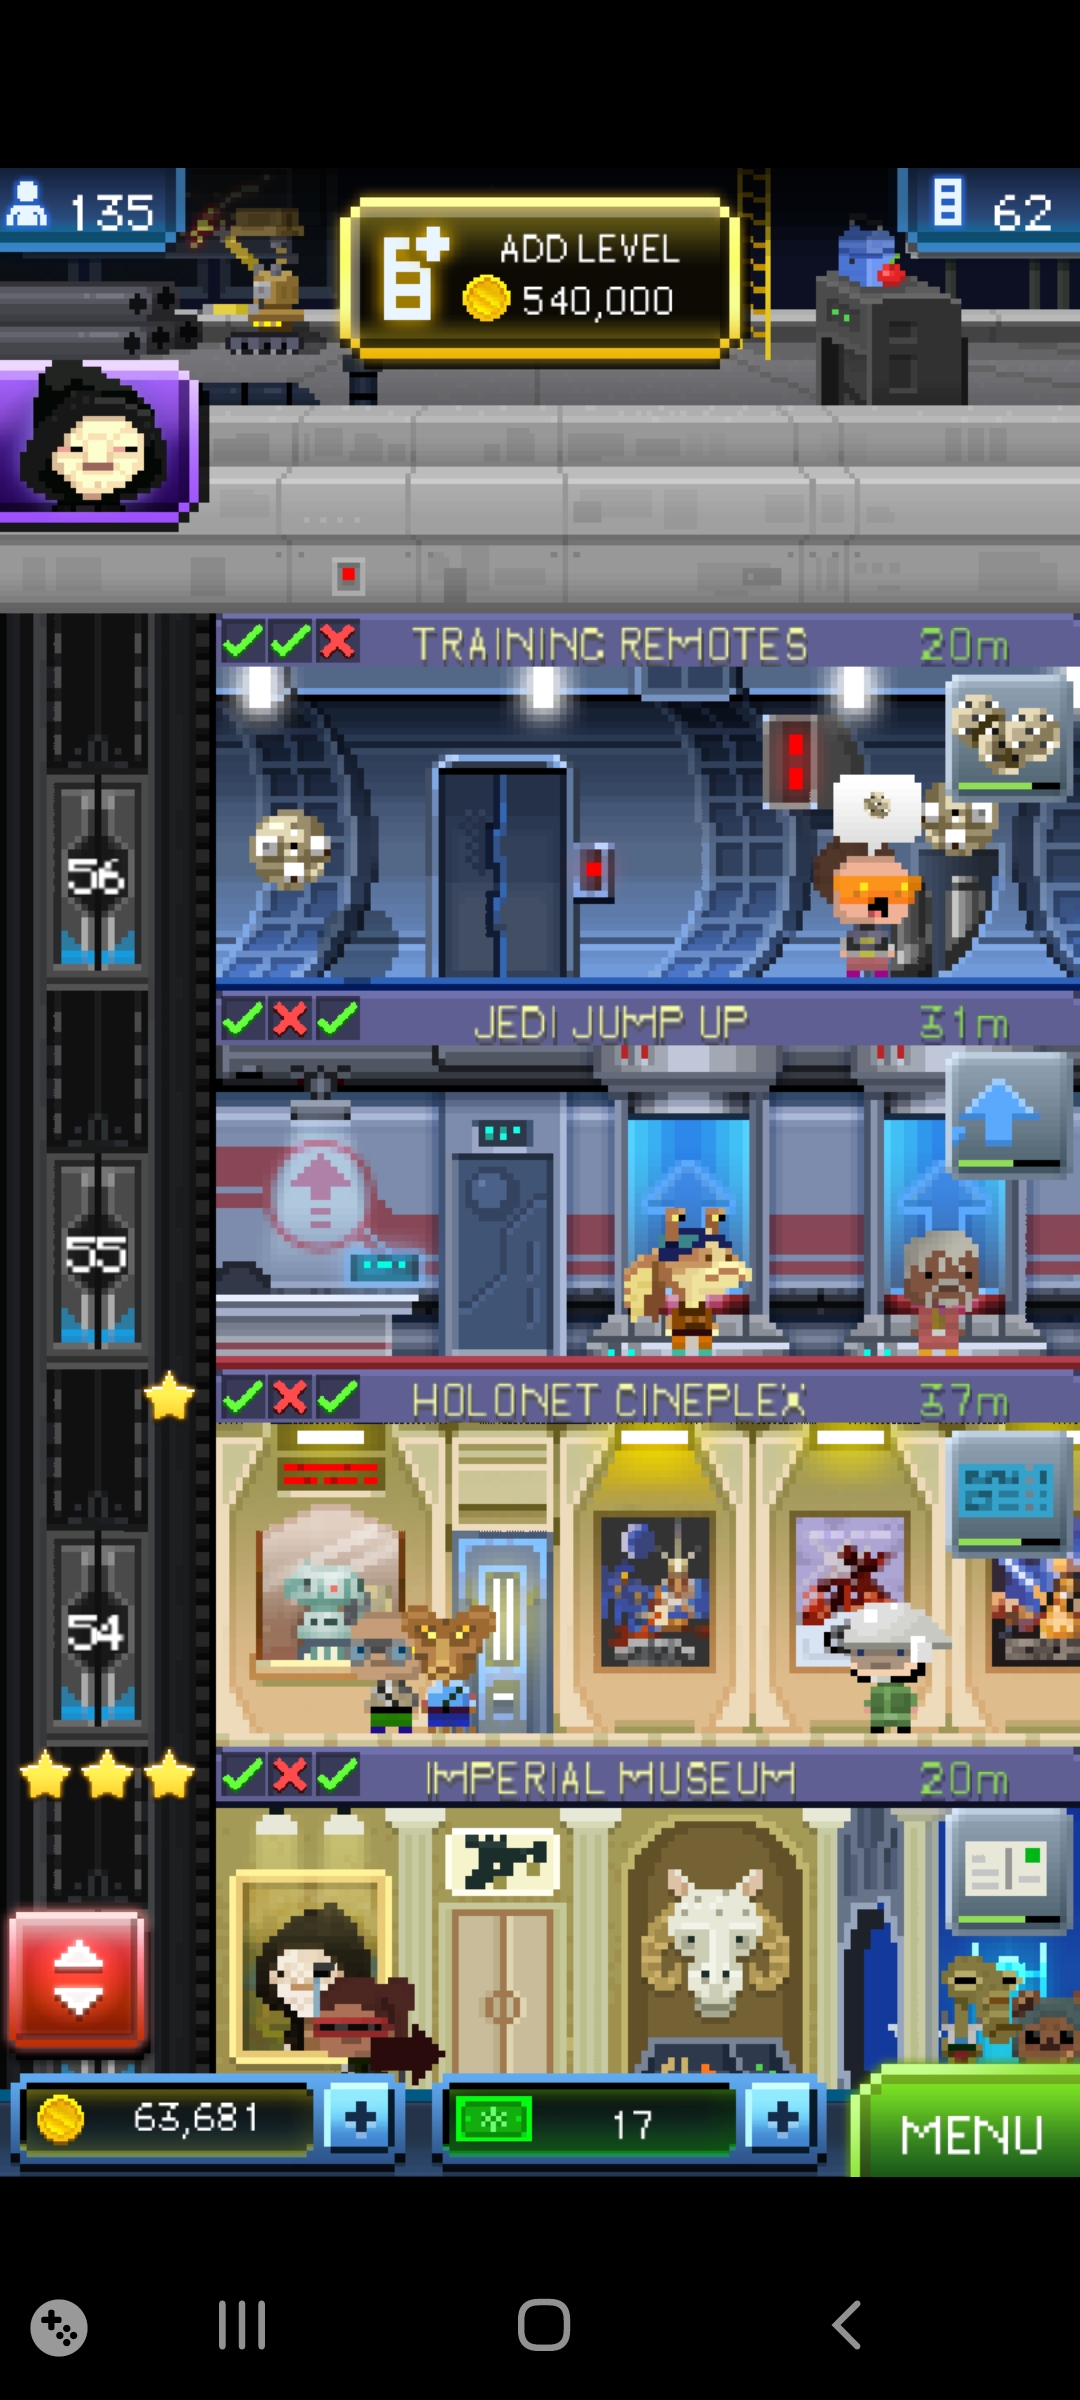 135
ADD LEVEL
540,000
62
TRAINING REMOTES 20m
56
JEDI JUMP UP 31m
55
HOLONET CINEPLEX 37m
54
IMPERIAL MUSEUM 20m
63,681
17
MENU